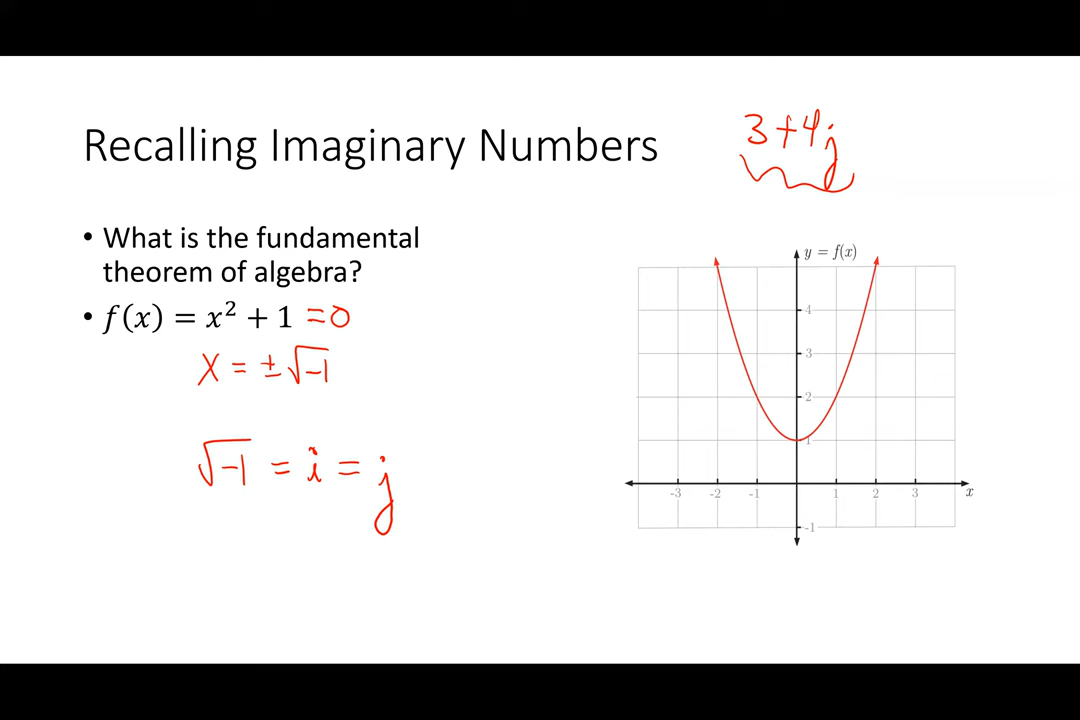 Recalling Imaginary Numbers
3+4j
• What is the fundamental
theorem of algebra?
• f(x) = x² + 1 =0
x = ±√-1
√-1 = i = j
y = f(x)
4
3
2
1
-3 -2 -1 1 2 3 x
-1